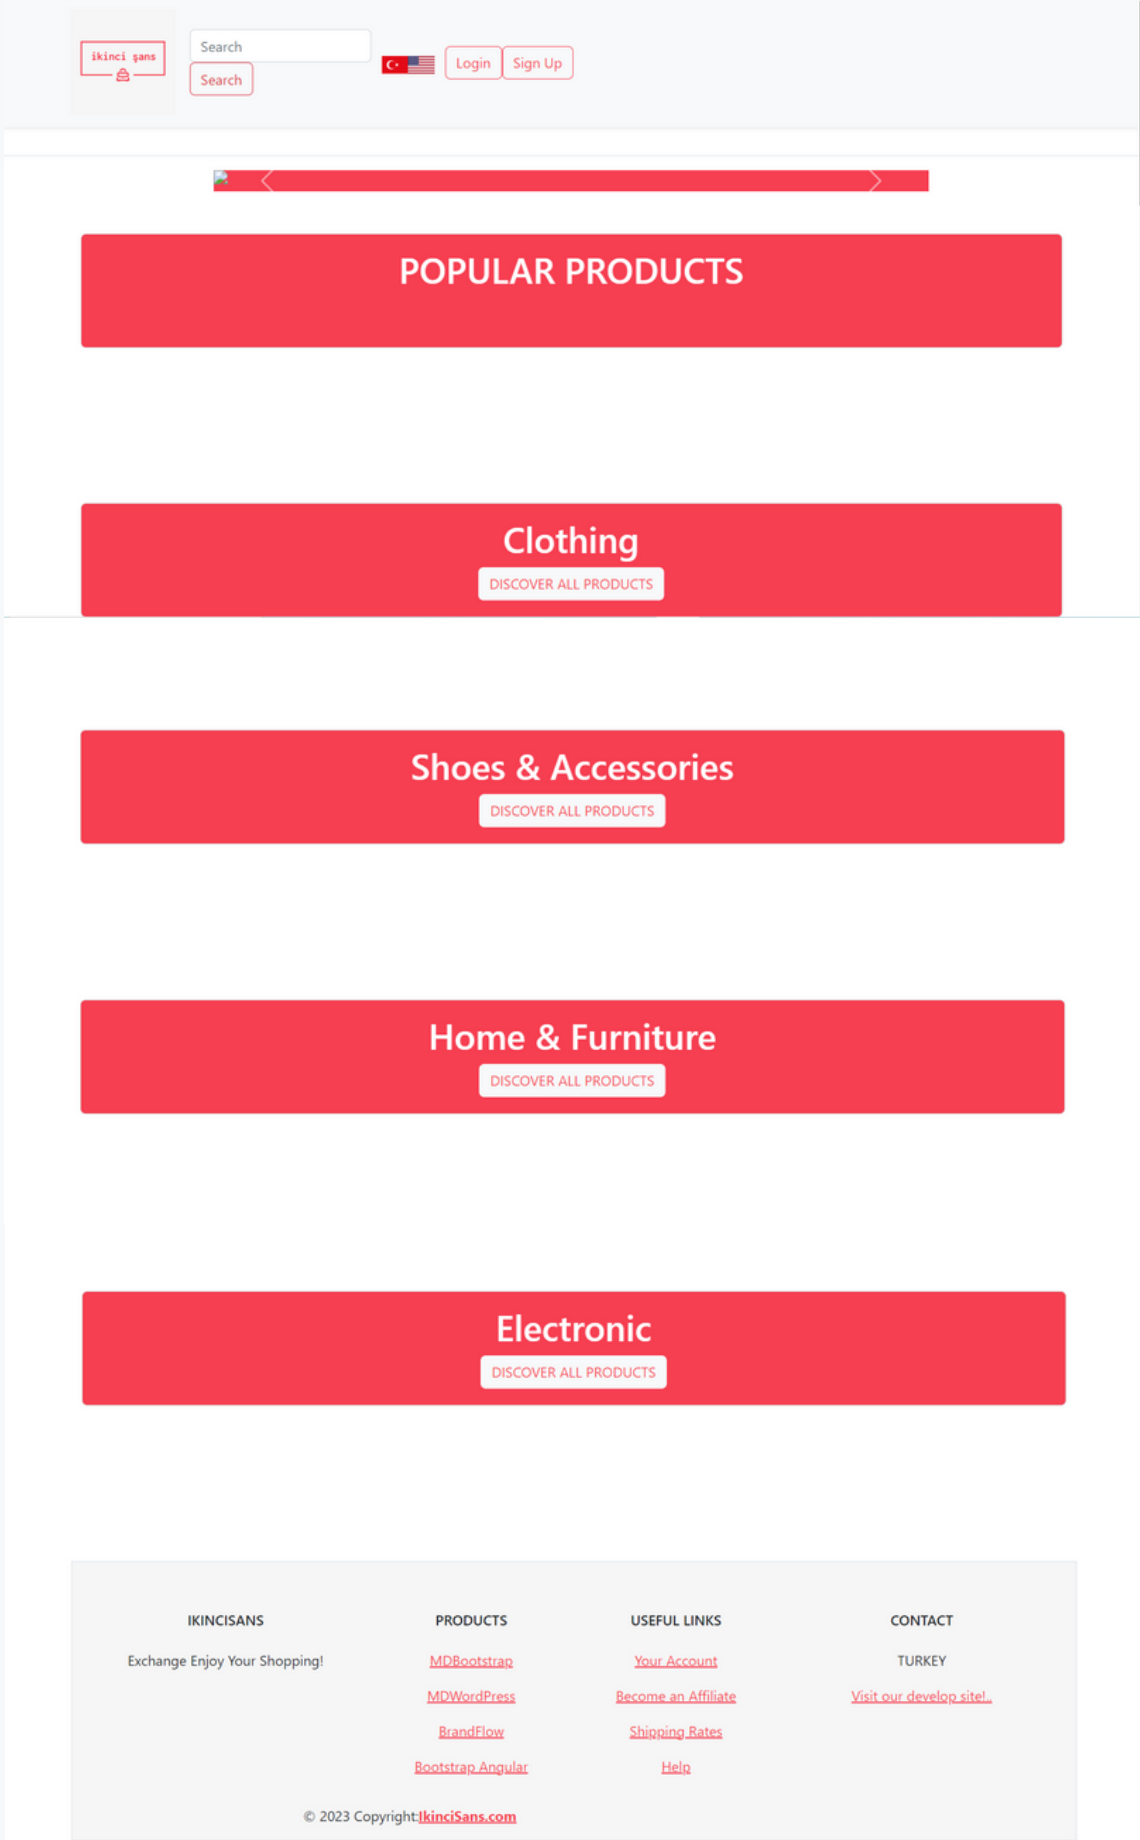 ikinci şans
Search
Search
Login
Sign Up
POPULAR PRODUCTS
Clothing
DISCOVER ALL PRODUCTS
Shoes & Accessories
DISCOVER ALL PRODUCTS
Home & Furniture
DISCOVER ALL PRODUCTS
Electronic
DISCOVER ALL PRODUCTS
IKINCISANS
Exchange Enjoy Your Shopping!
PRODUCTS
MDBootstrap
MDWordPress
BrandFlow
Bootstrap Angular
USEFUL LINKS
Your Account
Become an Affiliate
Shipping Rates
Help
CONTACT
TURKEY
Visit our develop site!..
© 2023 Copyright:IkinciSans.com